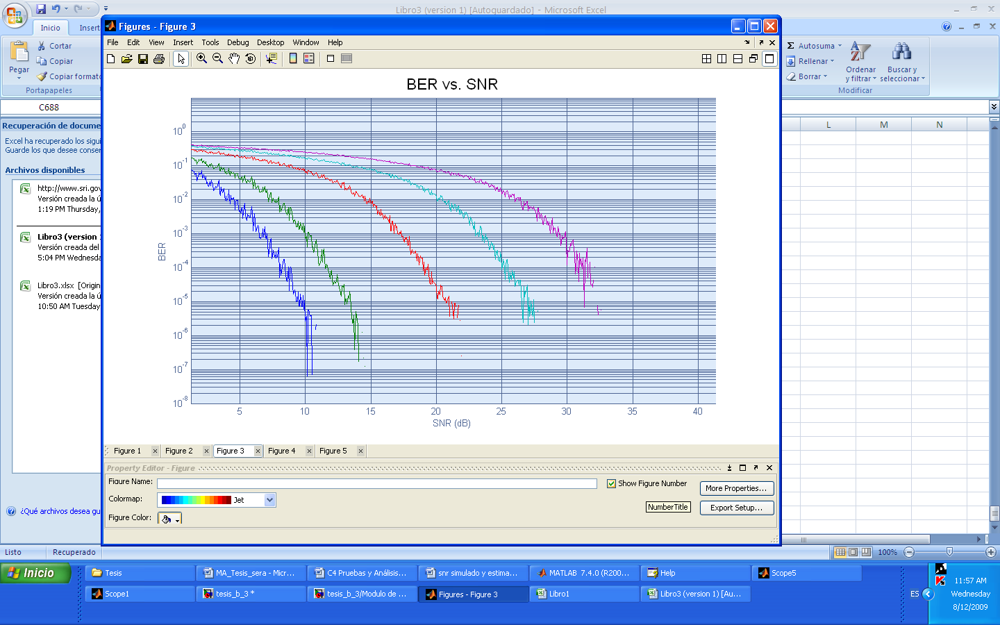 Libro3 (version 1) [Autoguardado] - Microsoft Excel
Inicio
Insert
Pegar
Cortar
Copiar
Copiar formato
Portapapeles
Σ Autosuma
Rellenar
Borrar
Ordenar y filtrar
Buscar y seleccionar
Modificar
C688
L M N
Recuperación de docume
Excel ha recuperado los sigui
Guarde los que desee conser
Archivos disponibles
http://www.sri.gov
Versión creada la ú
1:19 PM Thursday,
Libro3 (version
Versión creada del
5:04 PM Wednesda
Libro3.xlsx [Origin
Versión creada la ú
10:50 AM Tuesday
¿Qué archivos desea gu
Listo
Recuperado
100%
Figures - Figure 3
File Edit View Insert Tools Debug Desktop Window Help
BER vs. SNR
10^0
10^-1
10^-2
10^-3
10^-4
10^-5
10^-6
10^-7
10^-8
BER
5 10 15 20 25 30 35 40
SNR (dB)
Figure 1 Figure 2 Figure 3 Figure 4 Figure 5
Property Editor - Figure
Figure Name:
Show Figure Number
More Properties...
Colormap:
Jet
NumberTitle
Export Setup...
Figure Color:
Inicio
Tesis
MA_Tesis_sera - Micr...
C4 Pruebas y Análisis...
snr simulado y estima...
MATLAB 7.4.0 (R200...
Help
Scope5
Scope1
tesis_b_3 *
tesis_b_3/Modulo de ...
Figures - Figure 3
Libro1
Libro3 (version 1) [Au...
ES
11:57 AM
Wednesday
8/12/2009